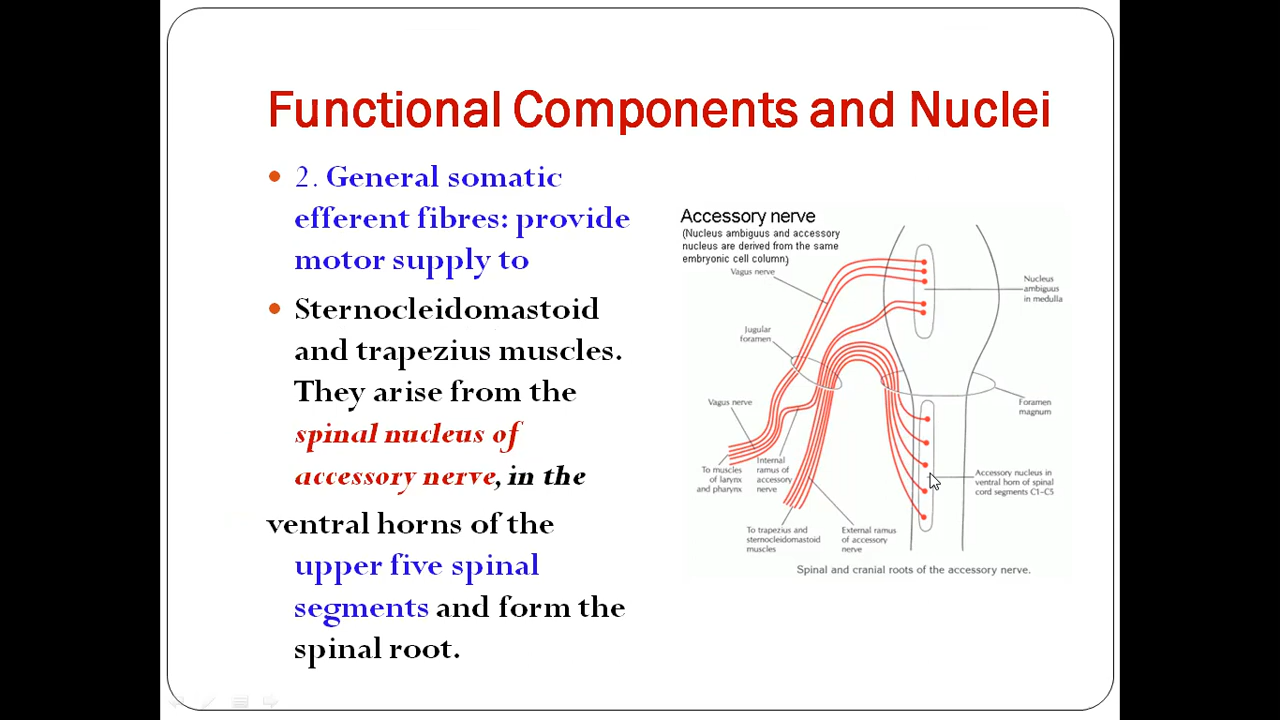 Functional Components and Nuclei
2. General somatic
efferent fibres: provide
motor supply to
Sternocleidomastoid
and trapezius muscles.
They arise from the
spinal nucleus of
accessory nerve, in the
ventral horns of the
upper five spinal
segments and form the
spinal root.
Accessory nerve
(Nucleus ambiguus and accessory
nucleus are derived from the same
embryonic cell column)
Vagus nerve
Nucleus
ambiguus
in medulla
Jugular
foramen
Vagus nerve
Foramen
magnum
To muscles
of larynx
and pharynx
Internal
ramus of
accessory
nerve
Accessory nucleus in
ventral horn of spinal
cord segments C1–C5
To trapezius and
sternocleidomastoid
muscles
External ramus
of accessory
nerve
Spinal and cranial roots of the accessory nerve.